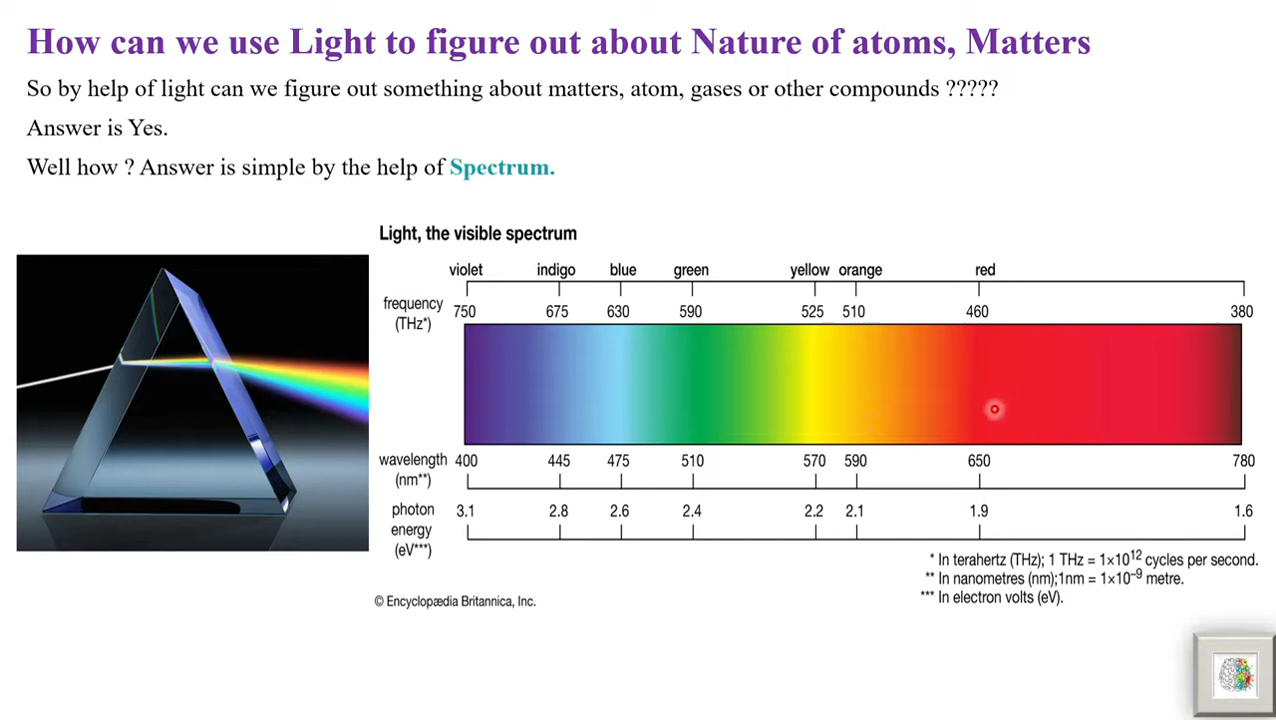 How can we use Light to figure out about Nature of atoms, Matters
So by help of light can we figure out something about matters, atom, gases or other compounds ?????
Answer is Yes.
Well how ? Answer is simple by the help of Spectrum.
Light, the visible spectrum
violet indigo blue green yellow orange red
frequency (THz*) 750 675 630 590 525 510 460 380
wavelength (nm**) 400 445 475 510 570 590 650 780
photon energy (eV***) 3.1 2.8 2.6 2.4 2.2 2.1 1.9 1.6
* In terahertz (THz); 1 THz = 1×10¹² cycles per second.
** In nanometres (nm);1nm = 1×10⁻⁹ metre.
*** In electron volts (eV).
© Encyclopædia Britannica, Inc.